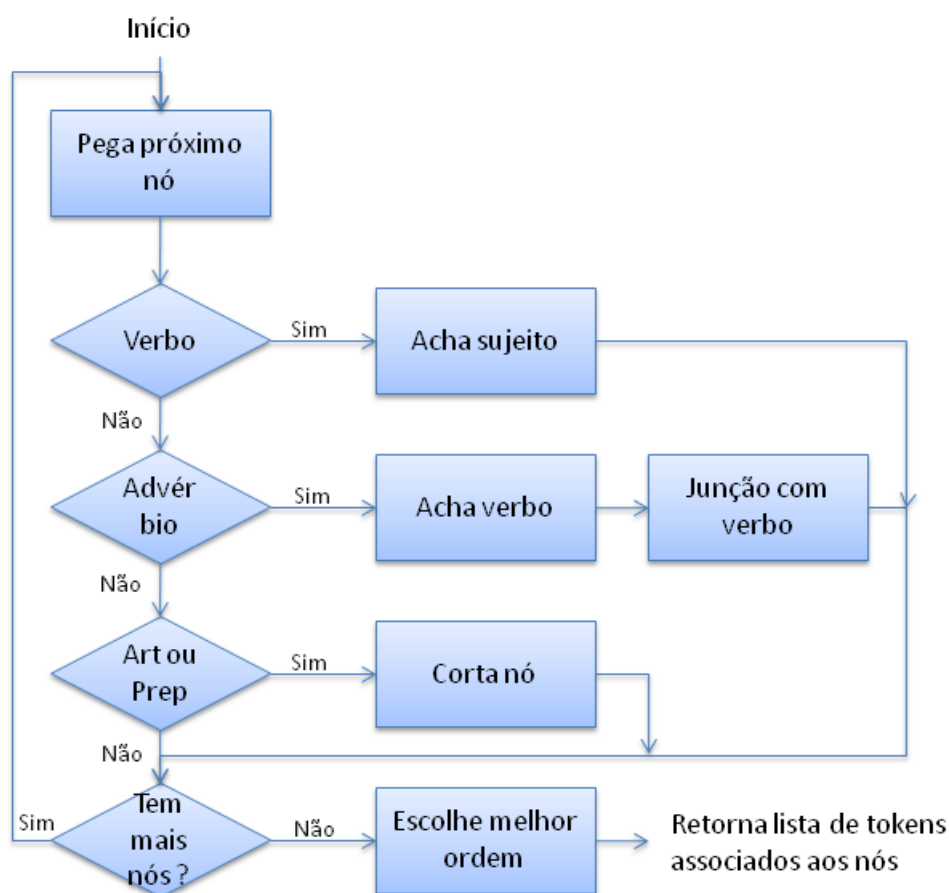 Início
Pega próximo
nó
Verbo
Sim
Acha sujeito
Não
Advér
bio
Sim
Acha verbo
Junção com
verbo
Não
Art ou
Prep
Sim
Corta nó
Não
Tem
mais
nós ?
Sim
Não
Escolhe melhor
ordem
Retorna lista de tokens
associados aos nós